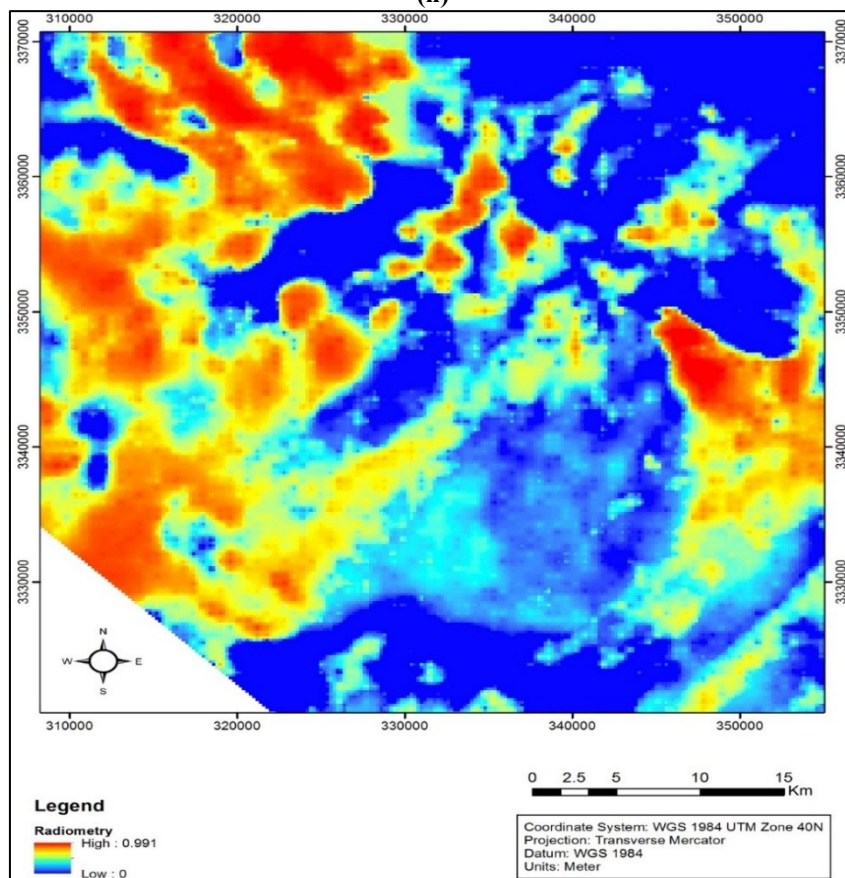 310000 320000 330000 340000 350000
3370000
3370000
3360000
3360000
3350000
3350000
3340000
3340000
3330000
3330000
N
W E
S
310000 320000 330000 340000 350000
0 2.5 5 10 15
Km
Legend
Radiometry
High : 0.991
Low : 0
Coordinate System: WGS 1984 UTM Zone 40N
Projection: Transverse Mercator
Datum: WGS 1984
Units: Meter